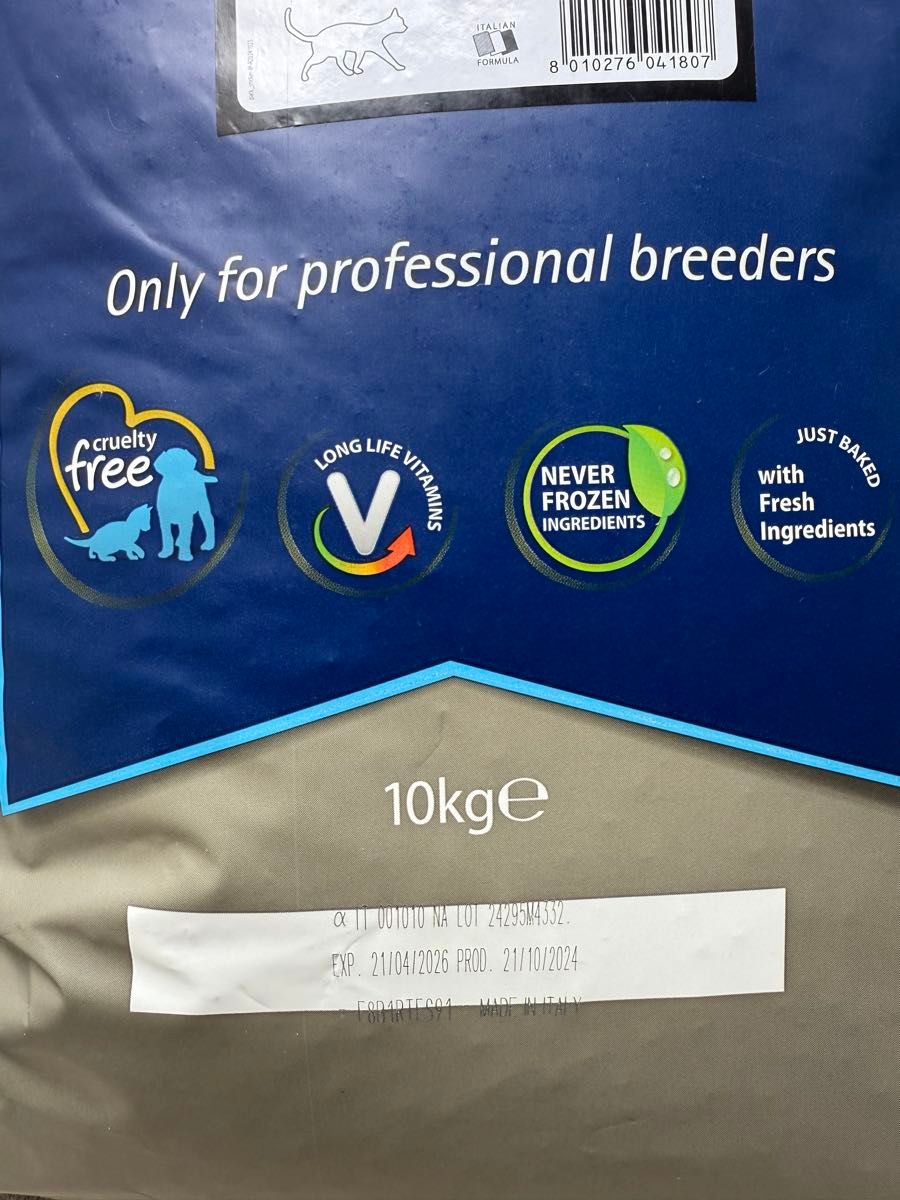 ITALIAN
FORMULA
8 010276 041807
Only for professional breeders
cruelty
free
LONG LIFE VITAMINS
V
NEVER
FROZEN
INGREDIENTS
JUST BAKED
with
Fresh
Ingredients
10kg℮
α IT 001010 NA LOT 24295M4332.
EXP. 21/04/2026 PROD. 21/10/2024
MADE IN ITALY